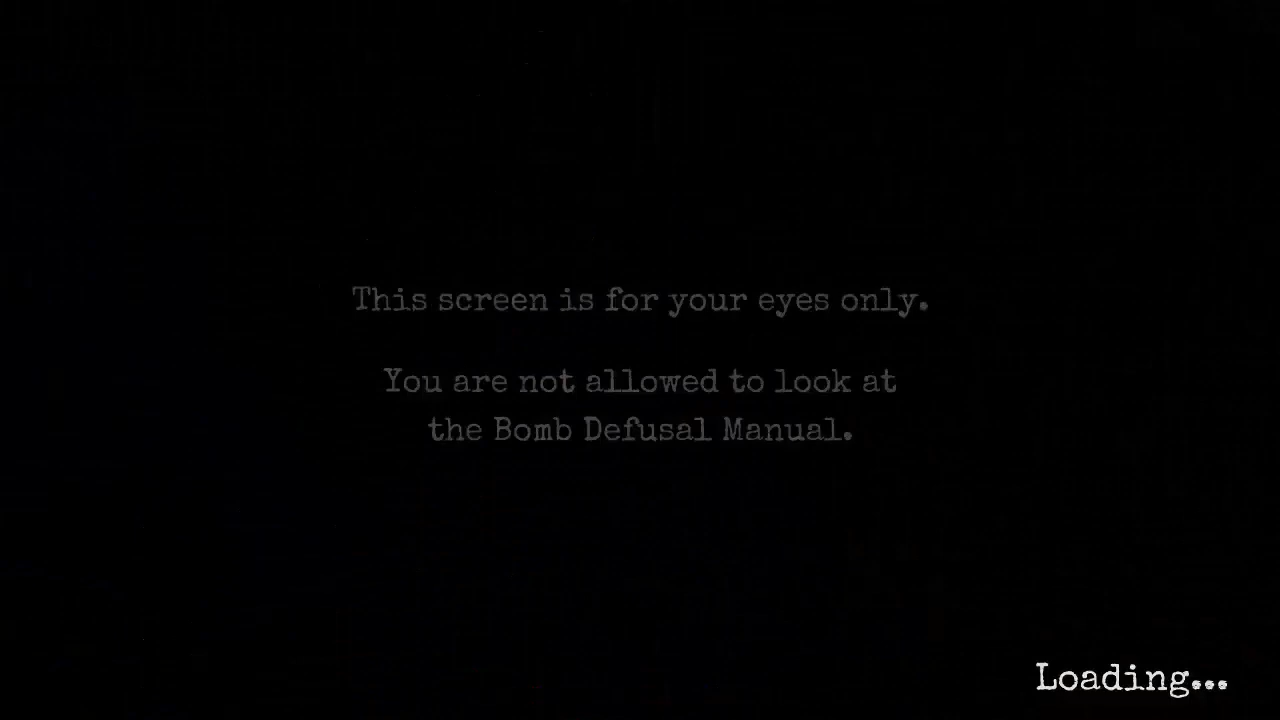 This screen is for your eyes only.
You are not allowed to look at
the Bomb Defusal Manual.
Loading...